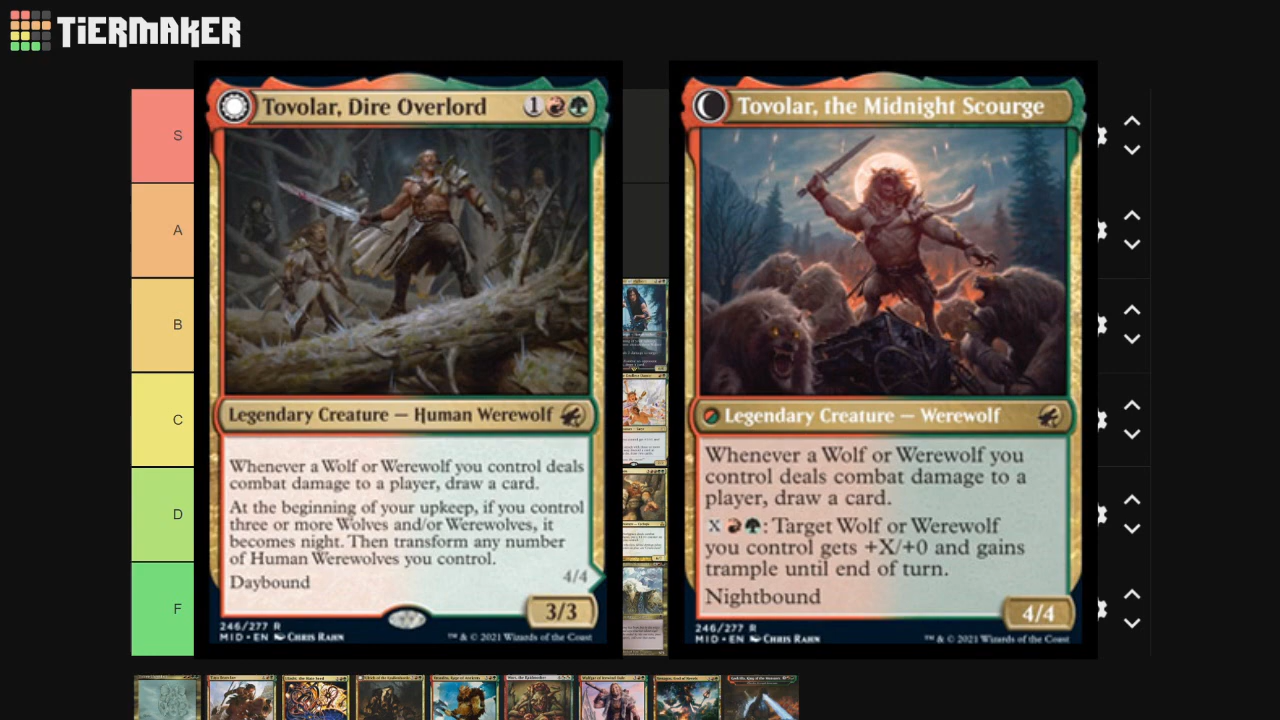 TiERMAKER
S
A
B
C
D
F
Tovolar, Dire Overlord
1
Legendary Creature — Human Werewolf
Whenever a Wolf or Werewolf you control deals
combat damage to a player, draw a card.
At the beginning of your upkeep, if you control
three or more Wolves and/or Werewolves, it
becomes night. Then transform any number
of Human Werewolves you control.
Daybound
4/4
3/3
246/277 R
MID • EN CHRIS RAHN
™ & © 2021 Wizards of the Coast
Tovolar, the Midnight Scourge
Legendary Creature — Werewolf
Whenever a Wolf or Werewolf you
control deals combat damage to a
player, draw a card.
X : Target Wolf or Werewolf
you control gets +X/+0 and gains
trample until end of turn.
Nightbound
4/4
246/277 R
MID • EN CHRIS RAHN
™ & © 2021 Wizards of the Coast